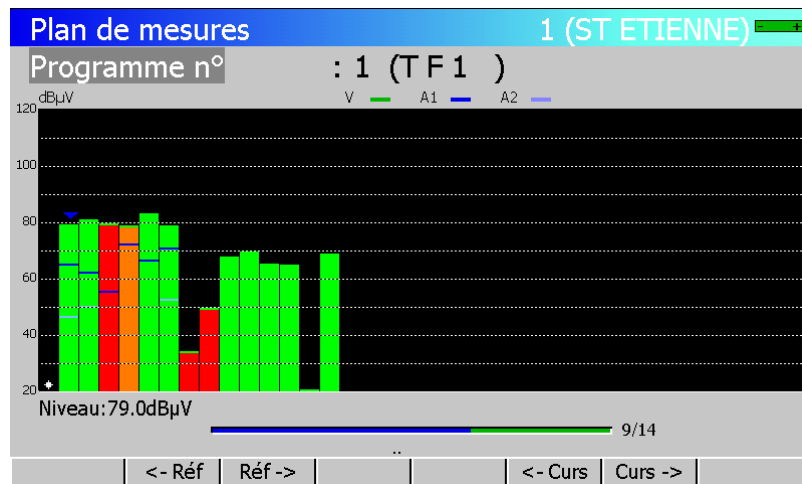 Plan de mesures 1 (ST ETIENNE) - +
Programme n° : 1 (TF1 )
dBµV V A1 A2
120
100
80
60
40
20
Niveau:79.0dBµV
9/14
..
<-Réf Réf-> <-Curs Curs->